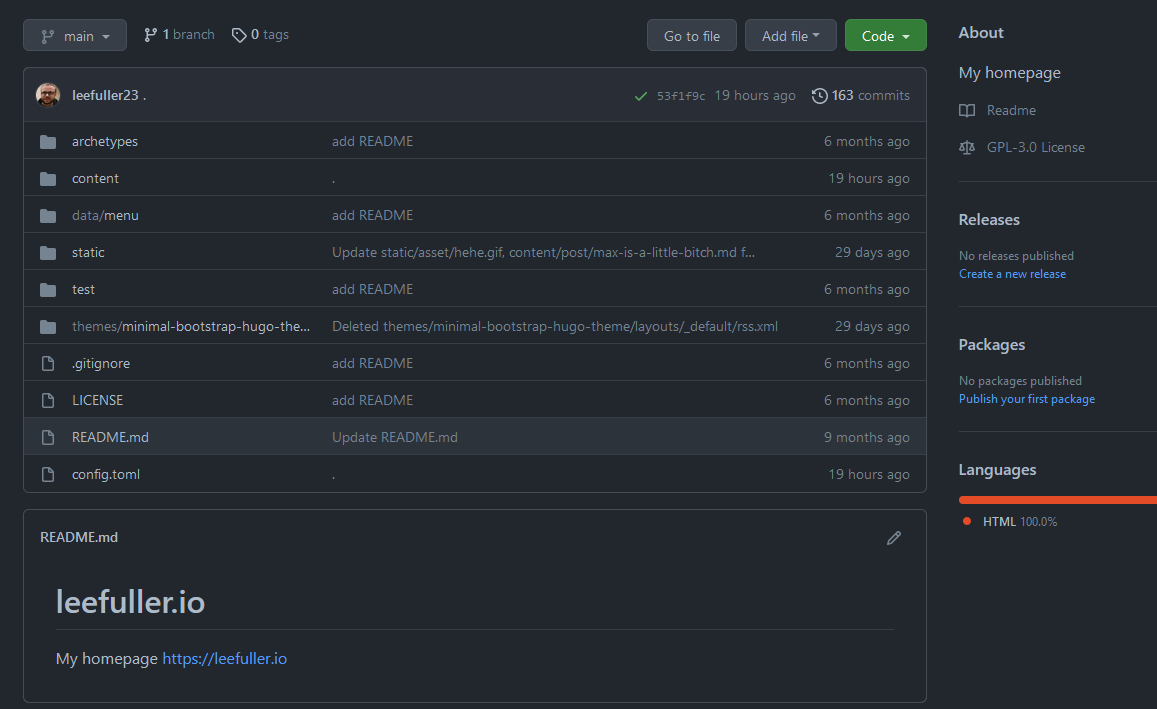 main 1 branch 0 tags Go to file Add file Code
leefuller23 . 53f1f9c 19 hours ago 163 commits
archetypes add README 6 months ago
content . 19 hours ago
data/menu add README 6 months ago
static Update static/asset/hehe.gif, content/post/max-is-a-little-bitch.md f... 29 days ago
test add README 6 months ago
themes/minimal-bootstrap-hugo-the... Deleted themes/minimal-bootstrap-hugo-theme/layouts/_default/rss.xml 29 days ago
.gitignore add README 6 months ago
LICENSE add README 6 months ago
README.md Update README.md 9 months ago
config.toml . 19 hours ago
README.md
leefuller.io
My homepage https://leefuller.io
About
My homepage
Readme
GPL-3.0 License
Releases
No releases published
Create a new release
Packages
No packages published
Publish your first package
Languages
HTML 100.0%